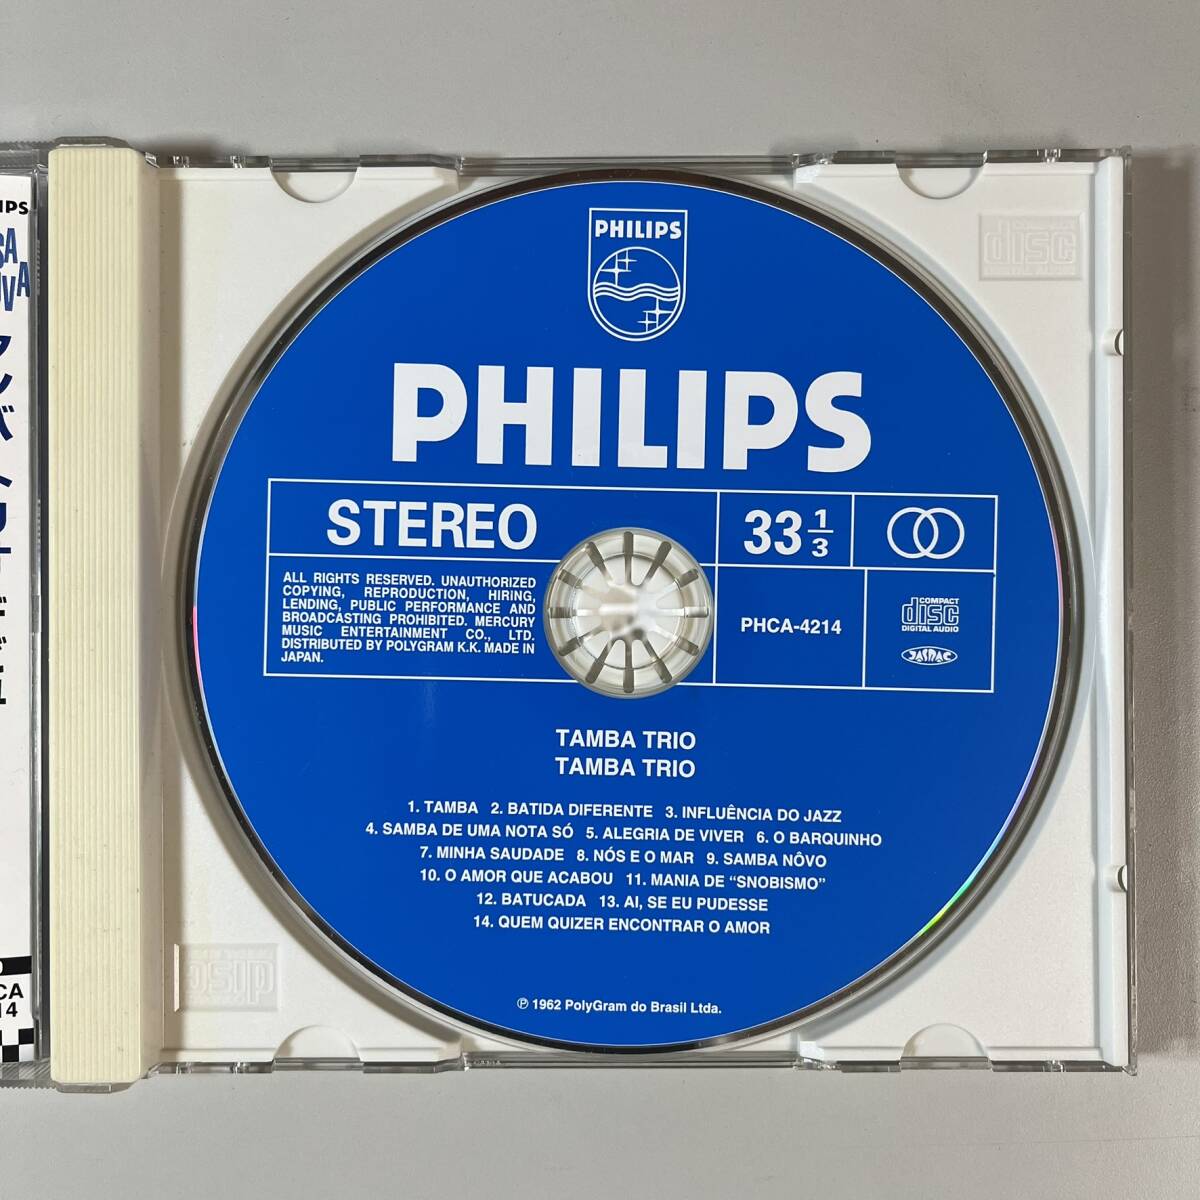 PHILIPS
PHILIPS
STEREO
33 1/3
ALL RIGHTS RESERVED. UNAUTHORIZED
COPYING, REPRODUCTION, HIRING,
LENDING, PUBLIC PERFORMANCE AND
BROADCASTING PROHIBITED. MERCURY
MUSIC ENTERTAINMENT CO., LTD.
DISTRIBUTED BY POLYGRAM K.K. MADE IN
JAPAN.
PHCA-4214
COMPACT
disc
DIGITAL AUDIO
JASRAC
TAMBA TRIO
TAMBA TRIO
1. TAMBA 2. BATIDA DIFERENTE 3. INFLUÊNCIA DO JAZZ
4. SAMBA DE UMA NOTA SÓ 5. ALEGRIA DE VIVER 6. O BARQUINHO
7. MINHA SAUDADE 8. NÓS E O MAR 9. SAMBA NÔVO
10. O AMOR QUE ACABOU 11. MANIA DE “SNOBISMO”
12. BATUCADA 13. AI, SE EU PUDESSE
14. QUEM QUIZER ENCONTRAR O AMOR
℗ 1962 PolyGram do Brasil Ltda.
disc
disc